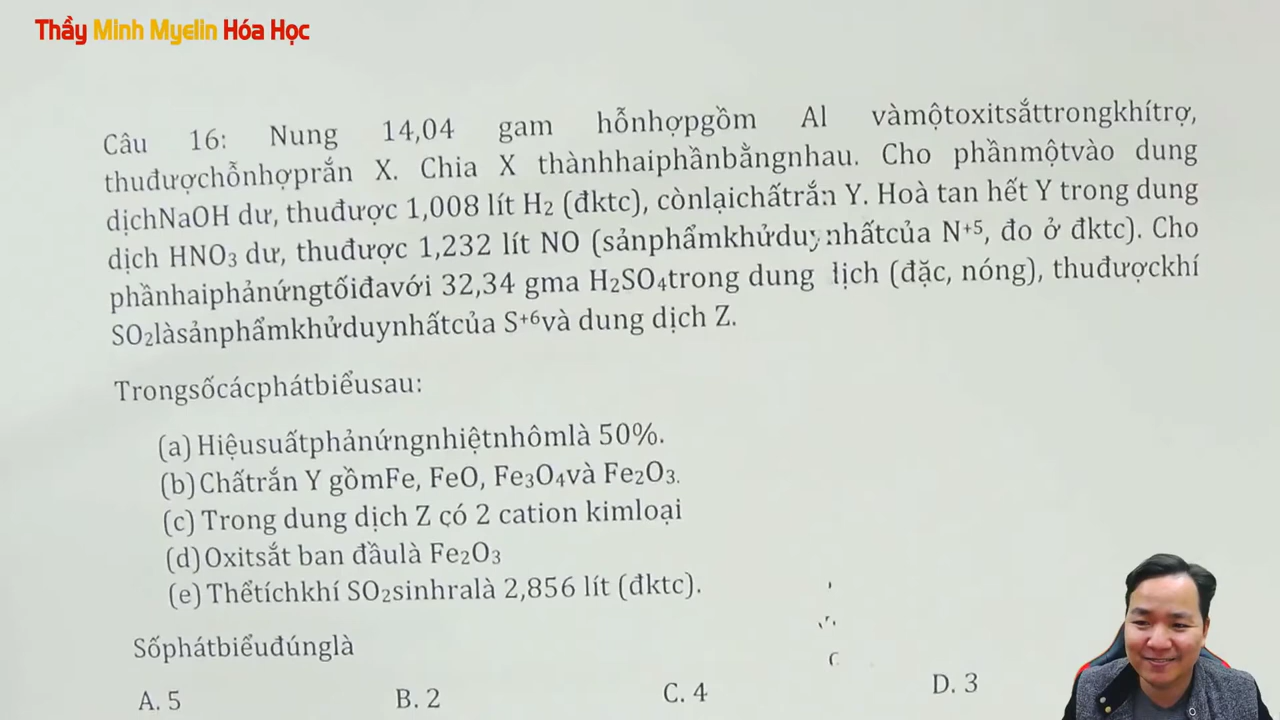 Thầy Minh Myelin Hóa Học
Câu 16: Nung 14,04 gam hỗnhợpgồm Al vàmộtoxitsắttrongkhítrợ,
thuđượcchỗnhợprắn X. Chia X thànhhaiphầnbằngnhau. Cho phầnmộtvào dung
dịchNaOH dư, thuđược 1,008 lít H₂ (đktc), cònlạichấtrắn Y. Hoà tan hết Y trong dung
dịch HNO₃ dư, thuđược 1,232 lít NO (sảnphẩmkhửduynhấtcủa N⁺⁵, đo ở đktc). Cho
phầnhaiphảnứngtốiđavới 32,34 gma H₂SO₄trong dung dịch (đặc, nóng), thuđượckhí
SO₂làsảnphẩmkhửduynhấtcủa S⁺⁶và dung dịch Z.
Trongsốcácphátbiểusau:
(a) Hiệusuấtphảnứngnhiệtnhômlà 50%.
(b) Chấtrắn Y gồmFe, FeO, Fe₃O₄và Fe₂O₃.
(c) Trong dung dịch Z có 2 cation kimloại
(d) Oxitsắt ban đầulà Fe₂O₃
(e) Thểtíchkhí SO₂sinhralà 2,856 lít (đktc).
Sốphátbiểuđúnglà
A. 5 B. 2 C. 4 D. 3